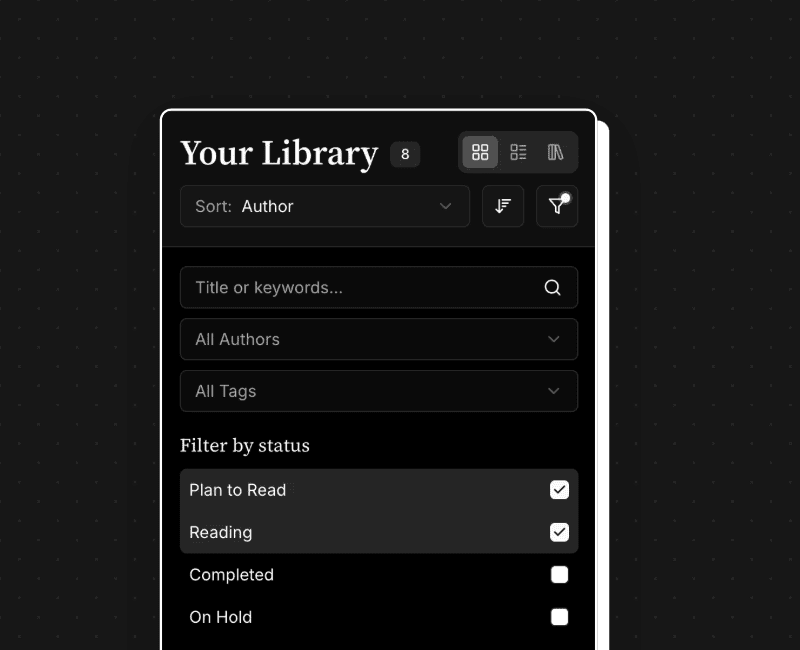 Your Library 8
Sort: Author
Title or keywords...
All Authors
All Tags
Filter by status
Plan to Read
Reading
Completed
On Hold